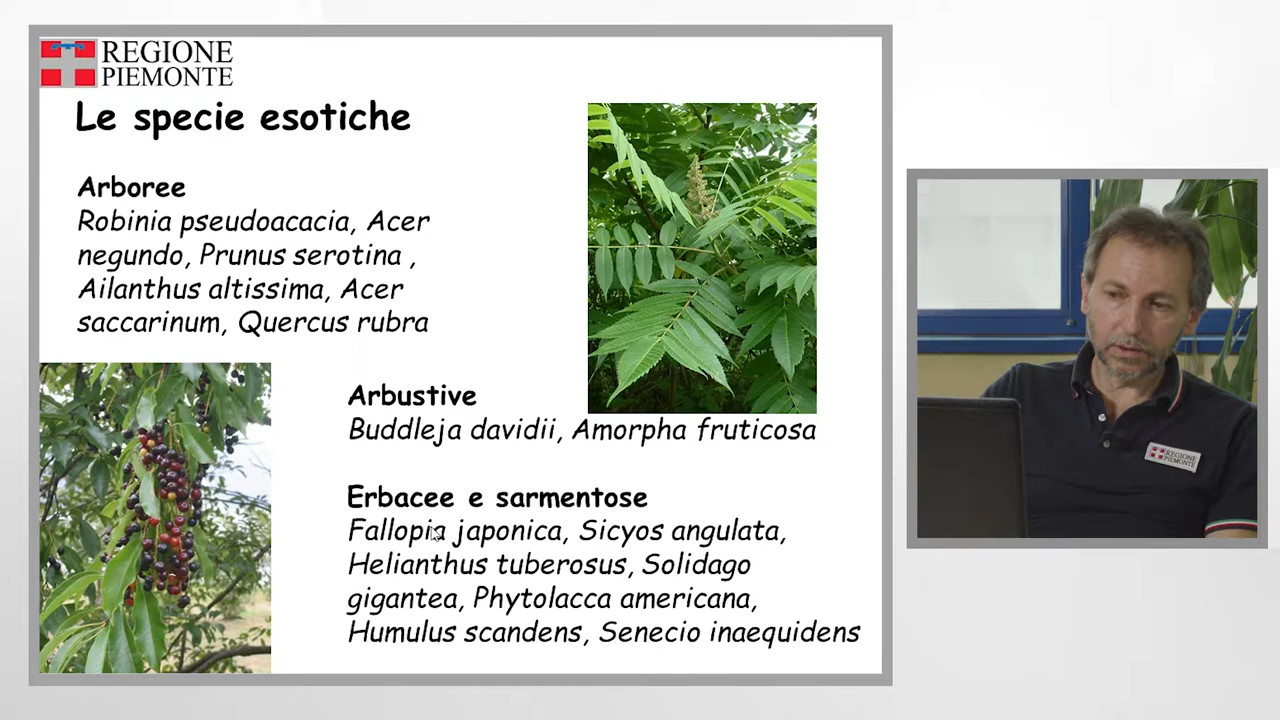 REGIONE
PIEMONTE
Le specie esotiche
Arboree
Robinia pseudoacacia, Acer
negundo, Prunus serotina ,
Ailanthus altissima, Acer
saccarinum, Quercus rubra
Arbustive
Buddleja davidii, Amorpha fruticosa
Erbacee e sarmentose
Fallopia japonica, Sicyos angulata,
Helianthus tuberosus, Solidago
gigantea, Phytolacca americana,
Humulus scandens, Senecio inaequidens
REGIONE
PIEMONTE